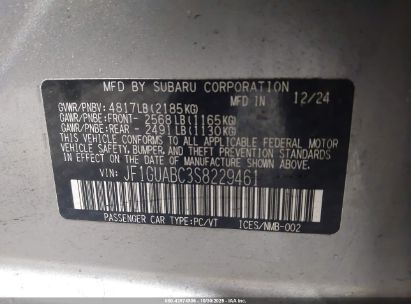 MFD. BY SUBARU CORPORATION
GVWR/PNBV: 4817LB(2185KG) 12/24
GAWR/PNBE:FRONT- 2568LB(1165KG)
GAWR/PNBE:REAR - 2491LB(1130KG)
THIS VEHICLE CONFORMS TO ALL APPLICABLE FEDERAL MOTOR
VEHICLE SAFETY, BUMPER, AND THEFT PREVENTION STANDARDS
IN EFFECT ON THE DATE OF MANUFACTURE SHOWN ABOVE.
VIN: JF1GUABC3S8229461
PASSENGER CAR TYPE:PC/VT ICES/NMB-002